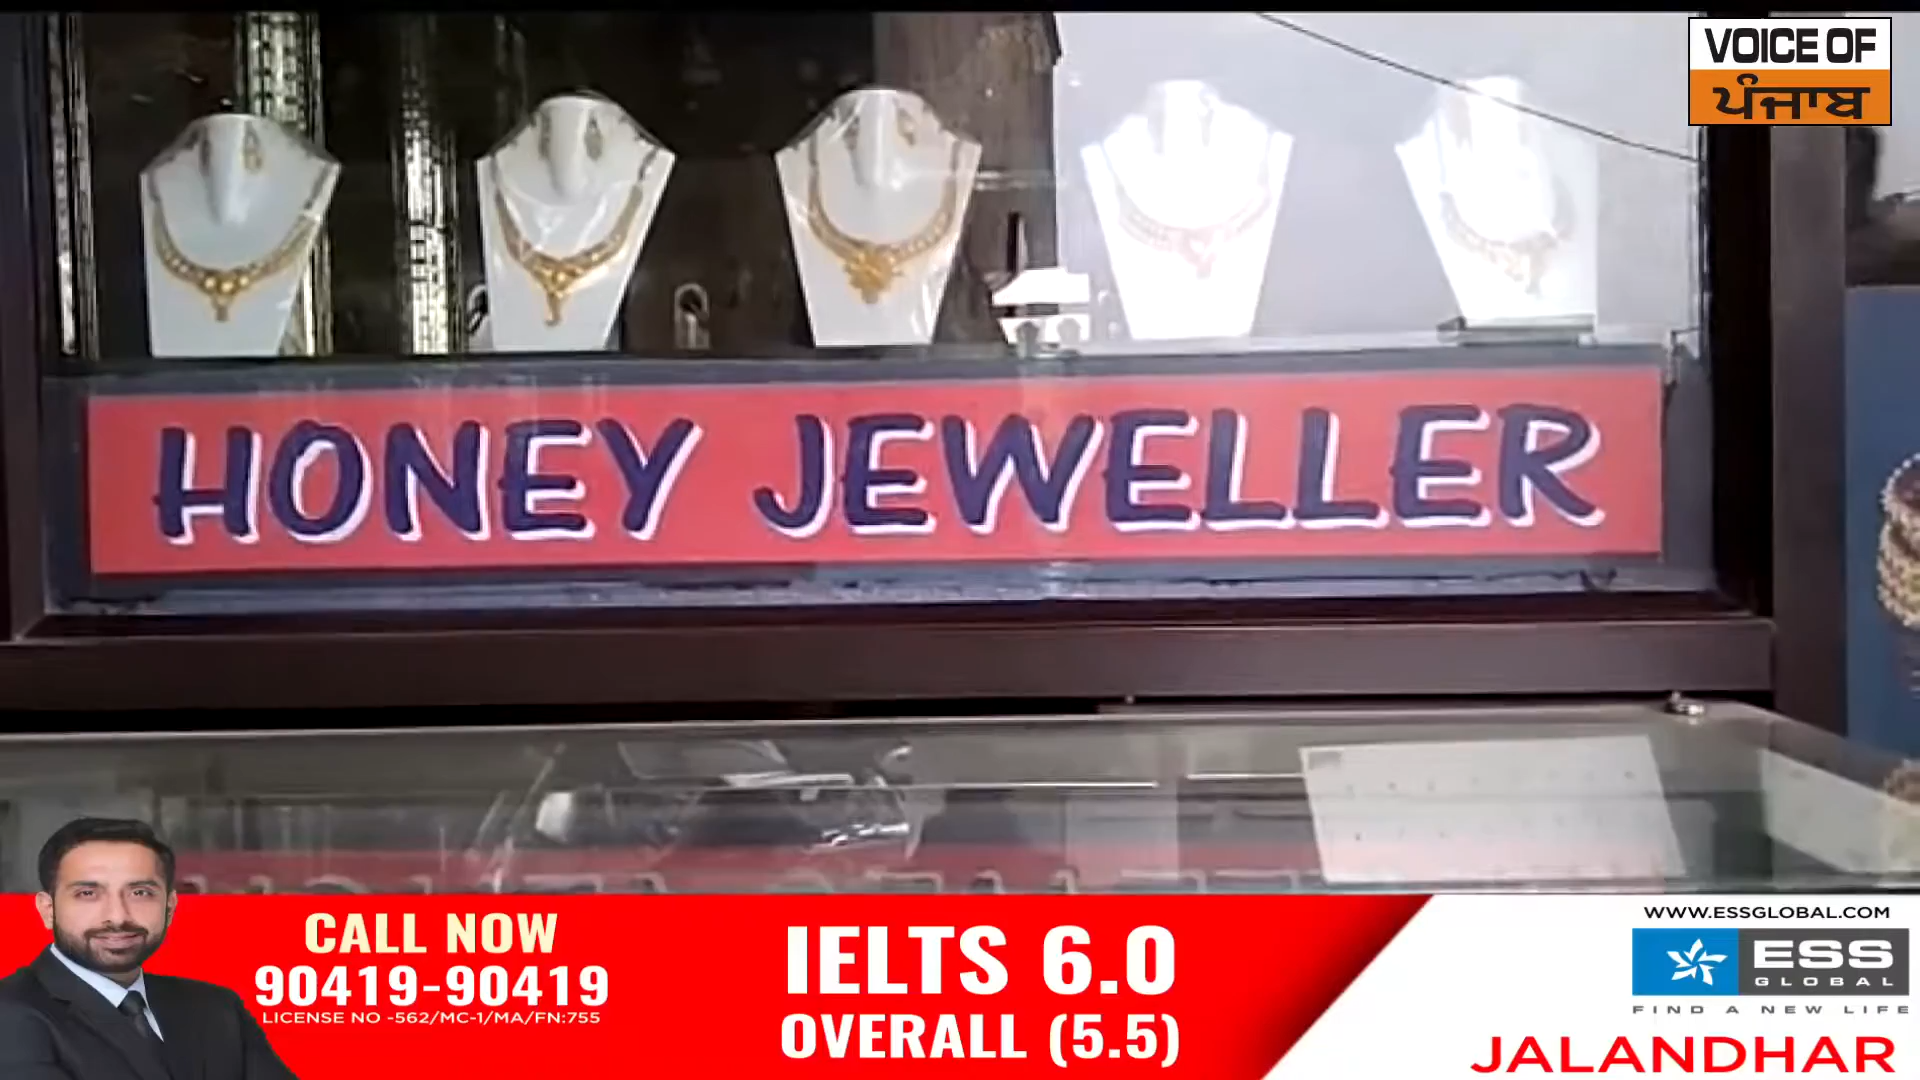 VOICE OF
ਪੰਜਾਬ
HONEY JEWELLER
CALL NOW
90419-90419
LICENSE NO -562/MC-1/MA/FN:755
IELTS 6.0
OVERALL (5.5)
WWW.ESSGLOBAL.COM
ESS
GLOBAL
FIND A NEW LIFE
JALANDHAR